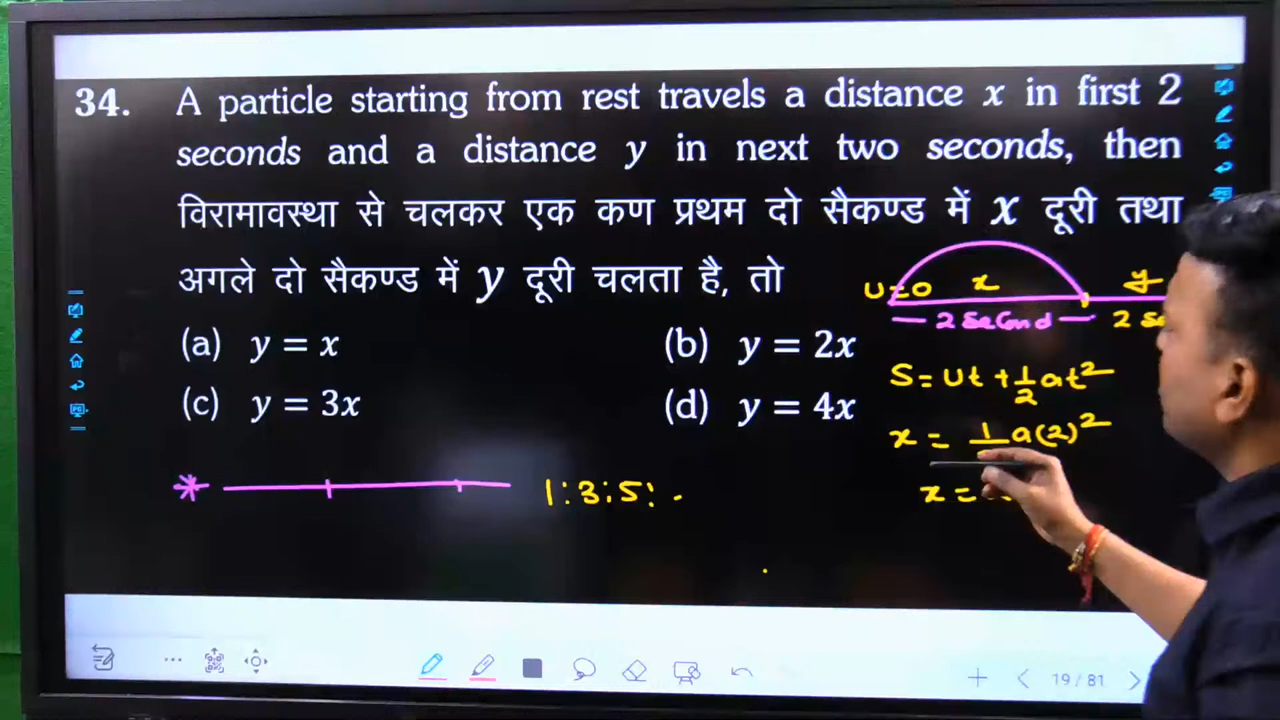 34. A particle starting from rest travels a distance x in first 2
seconds and a distance y in next two seconds, then
विरामावस्था से चलकर एक कण प्रथम दो सैकण्ड में x दूरी तथा
अगले दो सैकण्ड में y दूरी चलता है, तो
(a) y = x (b) y = 2x
(c) y = 3x (d) y = 4x
u=0 x y
2 Second 2
S = ut + 1/2 at²
x = 1 a(2)²
x =
* 1:3:5:
19 / 81